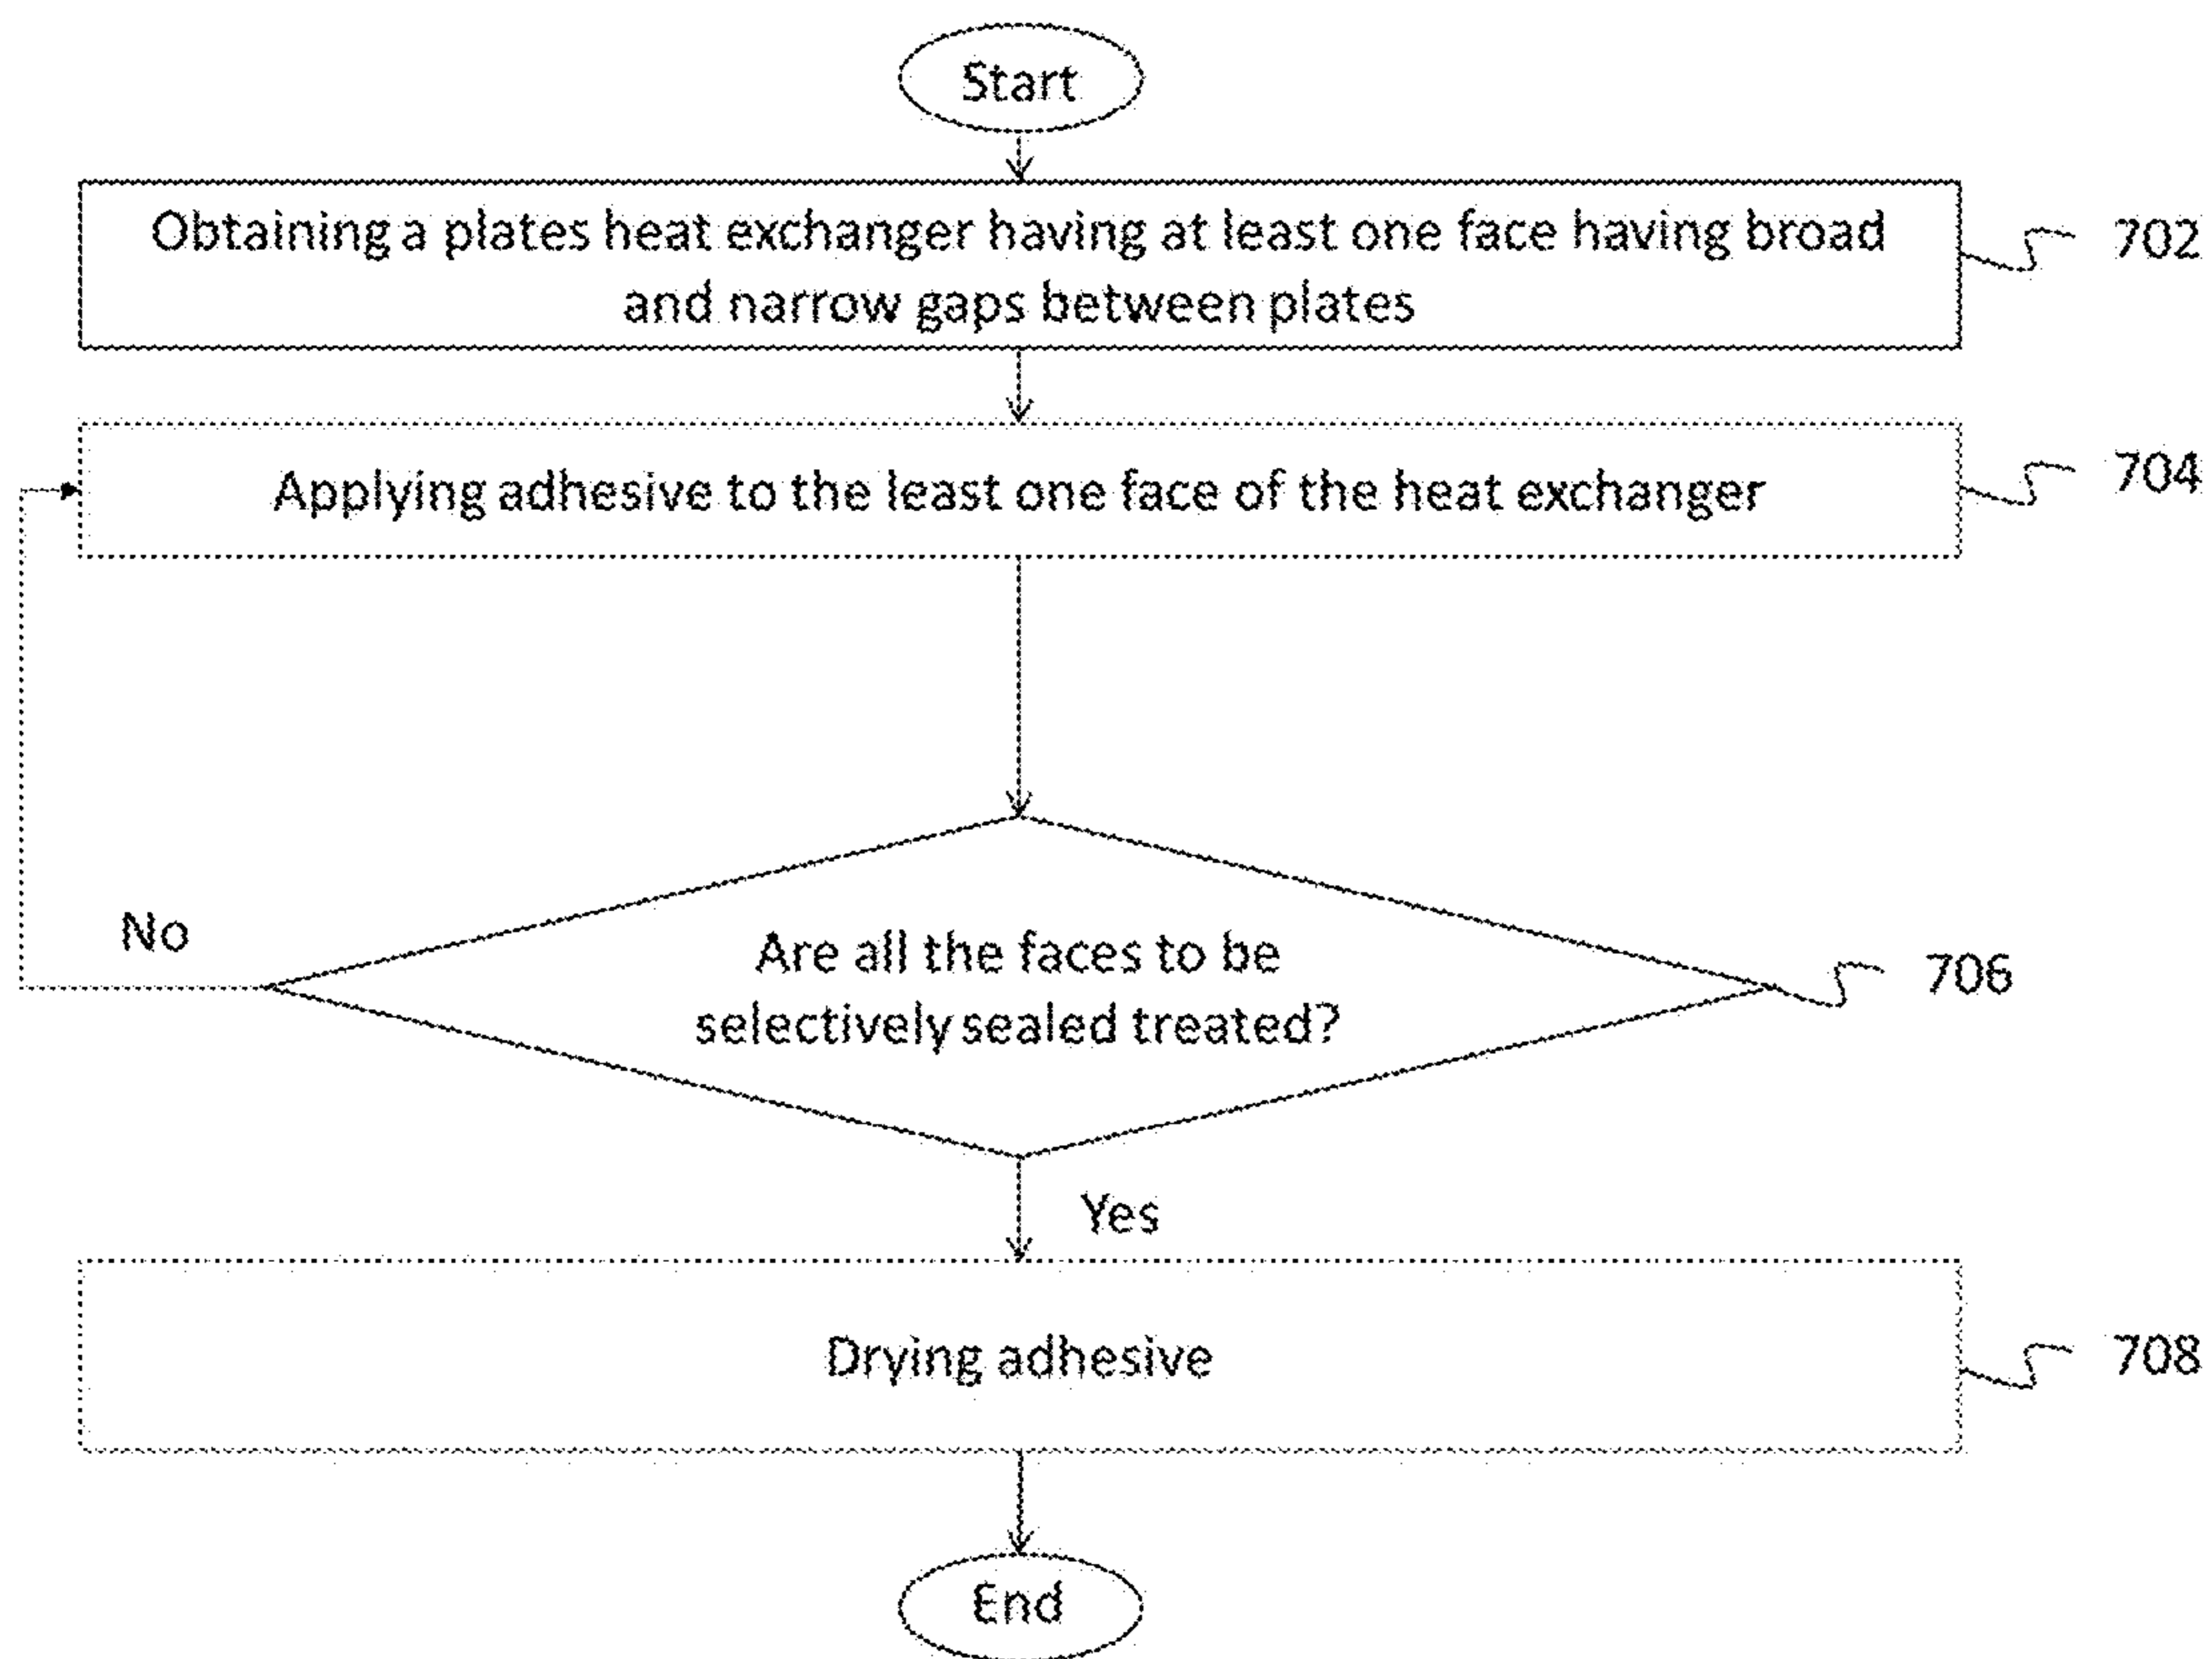 Start
Obtaining a plates heat exchanger having at least one face having broad
and narrow gaps between plates
702
Applying adhesive to the least one face of the heat exchanger
704
No
Are all the faces to be
selectively sealed treated?
706
Yes
Drying adhesive
708
End